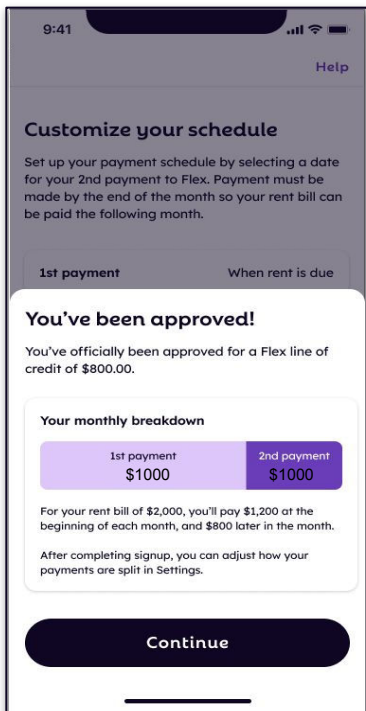 9:41
Help
Customize your schedule
Set up your payment schedule by selecting a date
for your 2nd payment to Flex. Payment must be
made by the end of the month so your rent bill can
be paid the following month.
1st payment When rent is due
You’ve been approved!
You’ve officially been approved for a Flex line of
credit of $800.00.
Your monthly breakdown
1st payment 2nd payment
$1000 $1000
For your rent bill of $2,000, you’ll pay $1,200 at the
beginning of each month, and $800 later in the month.
After completing signup, you can adjust how your
payments are split in Settings.
Continue